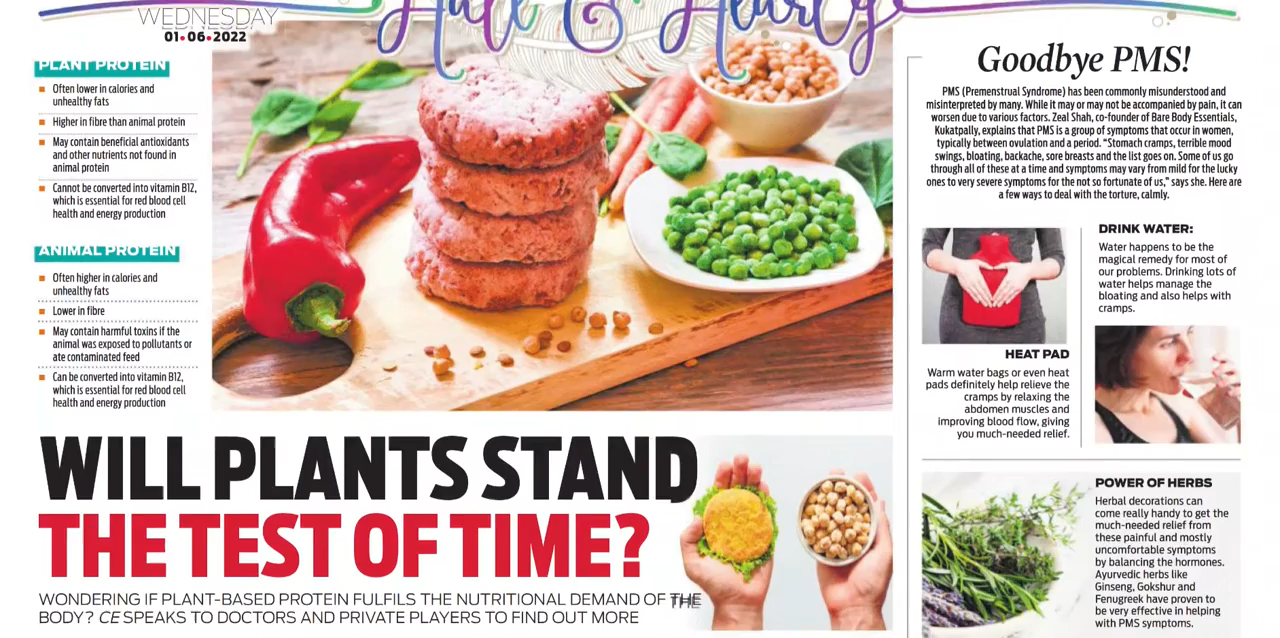 Hale & Hearty
WEDNESDAY
01•06•2022
PLANT PROTEIN
Often lower in calories and
unhealthy fats
Higher in fibre than animal protein
May contain beneficial antioxidants
and other nutrients not found in
animal protein
Cannot be converted into vitamin B12,
which is essential for red blood cell
health and energy production
ANIMAL PROTEIN
Often higher in calories and
unhealthy fats
Lower in fibre
May contain harmful toxins if the
animal was exposed to pollutants or
ate contaminated feed
Can be converted into vitamin B12,
which is essential for red blood cell
health and energy production
WILL PLANTS STAND
THE TEST OF TIME?
WONDERING IF PLANT-BASED PROTEIN FULFILS THE NUTRITIONAL DEMAND OF THE
BODY? CE SPEAKS TO DOCTORS AND PRIVATE PLAYERS TO FIND OUT MORE
Goodbye PMS!
PMS (Premenstrual Syndrome) has been commonly misunderstood and
misinterpreted by many. While it may or may not be accompanied by pain, it can
worsen due to various factors. Zeal Shah, co-founder of Bare Body Essentials,
Kukatpally, explains that PMS is a group of symptoms that occur in women,
typically between ovulation and a period. “Stomach cramps, terrible mood
swings, bloating, backache, sore breasts and the list goes on. Some of us go
through all of these at a time and symptoms may vary from mild for the lucky
ones to very severe symptoms for the not so fortunate of us,” says she. Here are
a few ways to deal with the torture, calmly.
HEAT PAD
Warm water bags or even heat
pads definitely help relieve the
cramps by relaxing the
abdomen muscles and
improving blood flow, giving
you much-needed relief.
DRINK WATER:
Water happens to be the
magical remedy for most of
our problems. Drinking lots of
water helps manage the
bloating and also helps with
cramps.
POWER OF HERBS
Herbal decorations can
come really handy to get the
much-needed relief from
these painful and mostly
uncomfortable symptoms
by balancing the hormones.
Ayurvedic herbs like
Ginseng, Gokshur and
Fenugreek have proven to
be very effective in helping
with PMS symptoms.